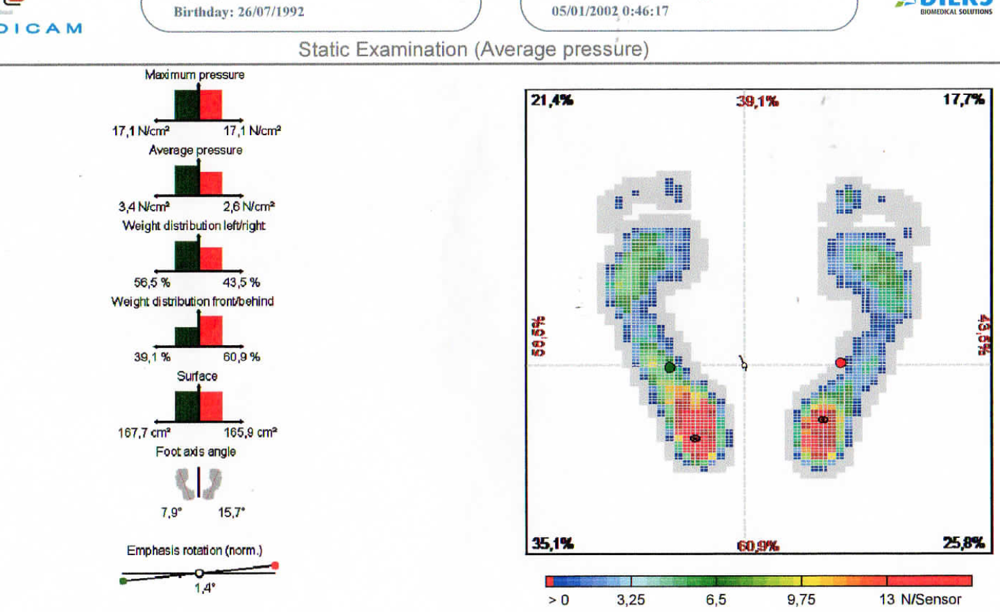 Birthday: 26/07/1992
05/01/2002 0:46:17
BIOMEDICAL SOLUTIONS
DICAM
Static Examination (Average pressure)
Maximum pressure
17,1 N/cm² 17,1 N/cm²
Average pressure
3,4 N/cm² 2,6 N/cm²
Weight distribution left/right
56,5 % 43,5 %
Weight distribution front/behind
39,1 % 60,9 %
Surface
167,7 cm² 165,9 cm²
Foot axis angle
7,9° 15,7°
Emphasis rotation (norm.)
1,4°
21,4% 39,1% 17,7%
56,5% 43,5%
35,1% 60,9% 25,8%
> 0 3,25 6,5 9,75 13 N/Sensor